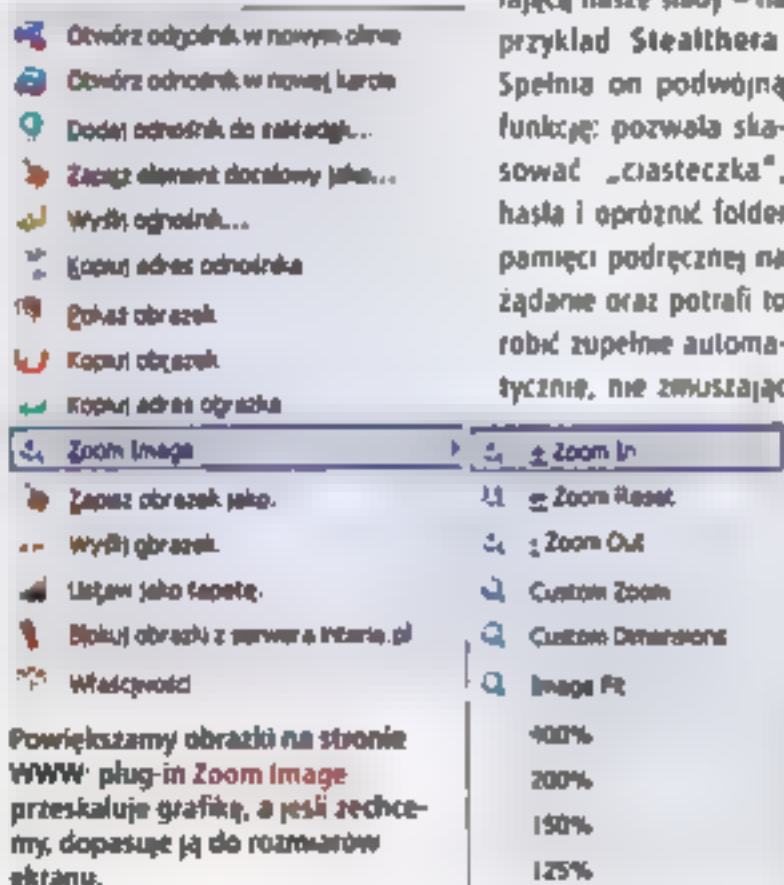 Otwórz odnośnik w nowym oknie
Otwórz odnośnik w nowej karcie
Dodaj odnośnik do zakładek...
Zapisz element docelowy jako...
Wyślij odnośnik...
Kopiuj adres odnośnika
Pokaż obrazek
Kopiuj obrazek
Kopiuj adres obrazka
Zoom Image
Zapisz obrazek jako.
Wyślij obrazek
Ustaw jako tapetę.
Blokuj obrazki z serwera interia.pl
Właściwości
± Zoom In
= Zoom Reset
- Zoom Out
Custom Zoom
Custom Dimensions
Image Fit
400%
200%
150%
125%
Powiększamy obrazki na stronie
WWW: plug-in Zoom Image
przeskaluje grafikę, a jeśli zechce-
my, dopasuje ją do rozmiarów
ekranu.
przykład Stealthera
Spełnia on podwójną
funkcję: pozwala ska-
sować „ciasteczka”,
hasła i opróżnić folder
pamięci podręcznej na
żądanie oraz potrafi to
robić zupełnie automa-
tycznie, nie zmuszając